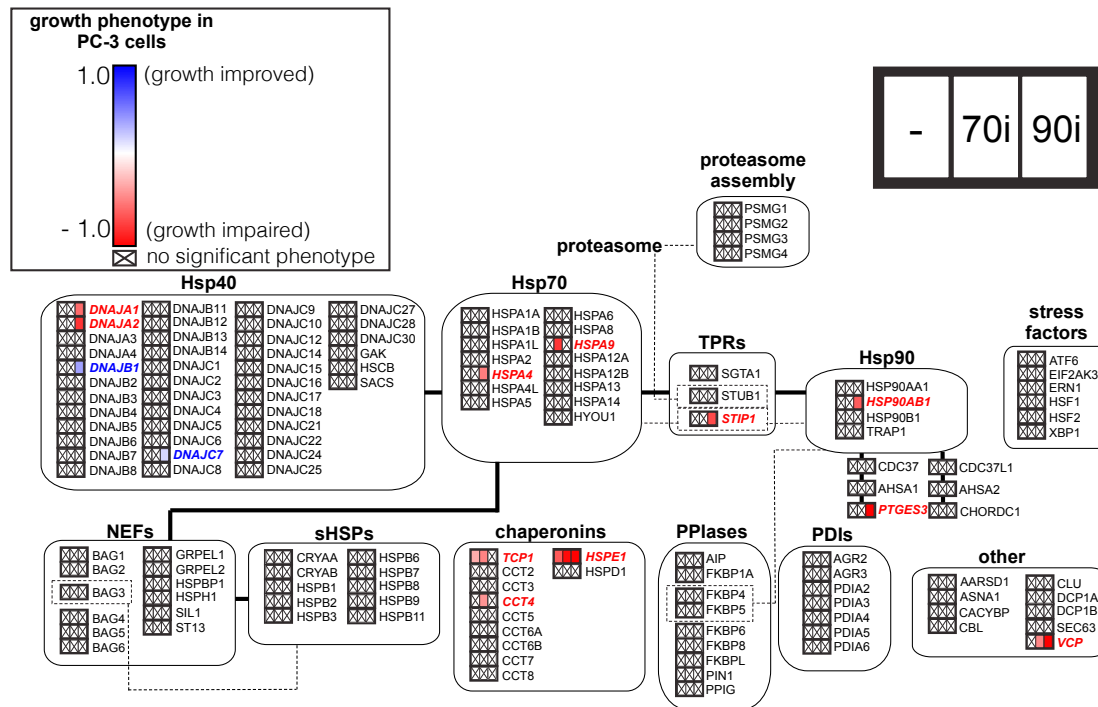 growth phenotype in
PC-3 cells
1.0 (growth improved)
- 1.0 (growth impaired)
no significant phenotype
- 70i 90i
proteasome
assembly
PSMG1
PSMG2
PSMG3
PSMG4
proteasome
Hsp40
DNAJA1
DNAJA2
DNAJA3
DNAJA4
DNAJB1
DNAJB2
DNAJB3
DNAJB4
DNAJB5
DNAJB6
DNAJB7
DNAJB8
DNAJB11
DNAJB12
DNAJB13
DNAJB14
DNAJC1
DNAJC2
DNAJC3
DNAJC4
DNAJC5
DNAJC6
DNAJC7
DNAJC8
DNAJC9
DNAJC10
DNAJC12
DNAJC14
DNAJC15
DNAJC16
DNAJC17
DNAJC18
DNAJC21
DNAJC22
DNAJC24
DNAJC25
DNAJC27
DNAJC28
DNAJC30
GAK
HSCB
SACS
Hsp70
HSPA1A
HSPA1B
HSPA1L
HSPA2
HSPA4
HSPA4L
HSPA5
HSPA6
HSPA8
HSPA9
HSPA12A
HSPA12B
HSPA13
HSPA14
HYOU1
TPRs
SGTA1
STUB1
STIP1
Hsp90
HSP90AA1
HSP90AB1
HSP90B1
TRAP1
CDC37
AHSA1
PTGES3
CDC37L1
AHSA2
CHORDC1
stress
factors
ATF6
EIF2AK3
ERN1
HSF1
HSF2
XBP1
NEFs
BAG1
BAG2
BAG3
BAG4
BAG5
BAG6
GRPEL1
GRPEL2
HSPBP1
HSPH1
SIL1
ST13
sHSPs
CRYAA
CRYAB
HSPB1
HSPB2
HSPB3
HSPB6
HSPB7
HSPB8
HSPB9
HSPB11
chaperonins
TCP1
CCT2
CCT3
CCT4
CCT5
CCT6A
CCT6B
CCT7
CCT8
HSPE1
HSPD1
PPIases
AIP
FKBP1A
FKBP4
FKBP5
FKBP6
FKBP8
FKBPL
PIN1
PPIG
PDIs
AGR2
AGR3
PDIA2
PDIA3
PDIA4
PDIA5
PDIA6
other
AARSD1
ASNA1
CACYBP
CBL
CLU
DCP1A
DCP1B
SEC63
VCP